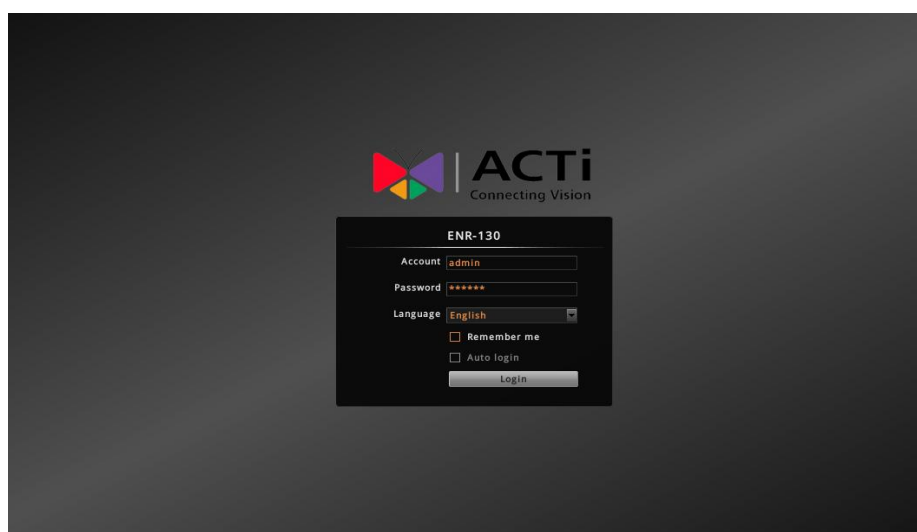 ACTi
Connecting Vision
ENR-130
Account admin
Password ******
Language English
Remember me
Auto login
Login